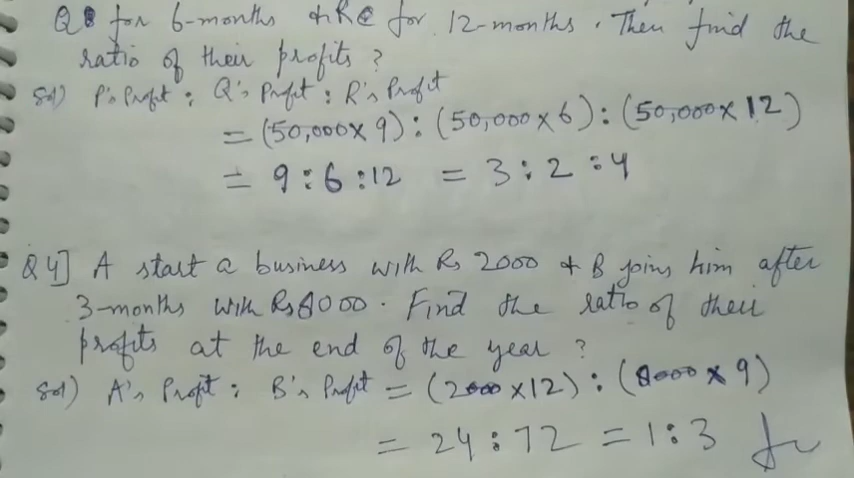 Q for 6-months & R for 12-months. Then find the
ratio of their profits ?
Sol) P's Profit : Q's Profit : R's Profit
= (50,000 x 9) : (50,000 x 6) : (50,000 x 12)
= 9 : 6 : 12 = 3 : 2 : 4
Q4] A start a business with Rs 2000 & B joins him after
3-months with Rs 8000. Find the ratio of their
profits at the end of the year ?
Sol) A's Profit : B's Profit = (2000 x 12) : (8000 x 9)
= 24 : 72 = 1 : 3